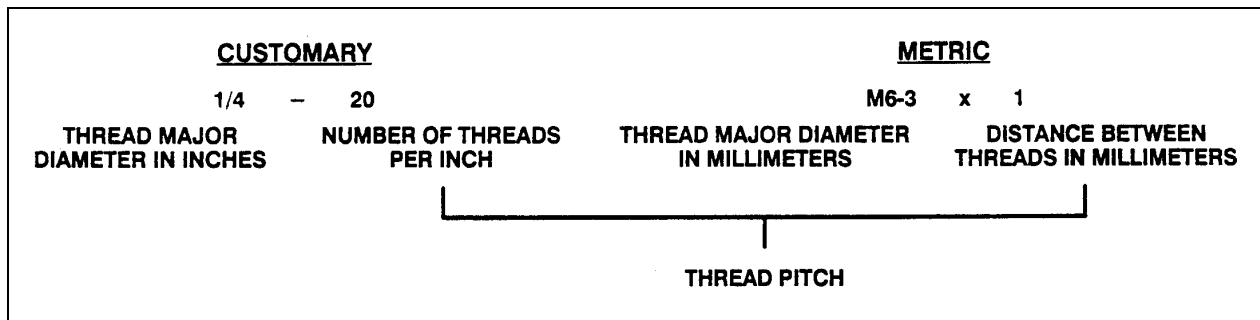 CUSTOMARY
1/4 – 20
THREAD MAJOR
DIAMETER IN INCHES
NUMBER OF THREADS
PER INCH
METRIC
M6-3 x 1
THREAD MAJOR DIAMETER
IN MILLIMETERS
DISTANCE BETWEEN
THREADS IN MILLIMETERS
THREAD PITCH